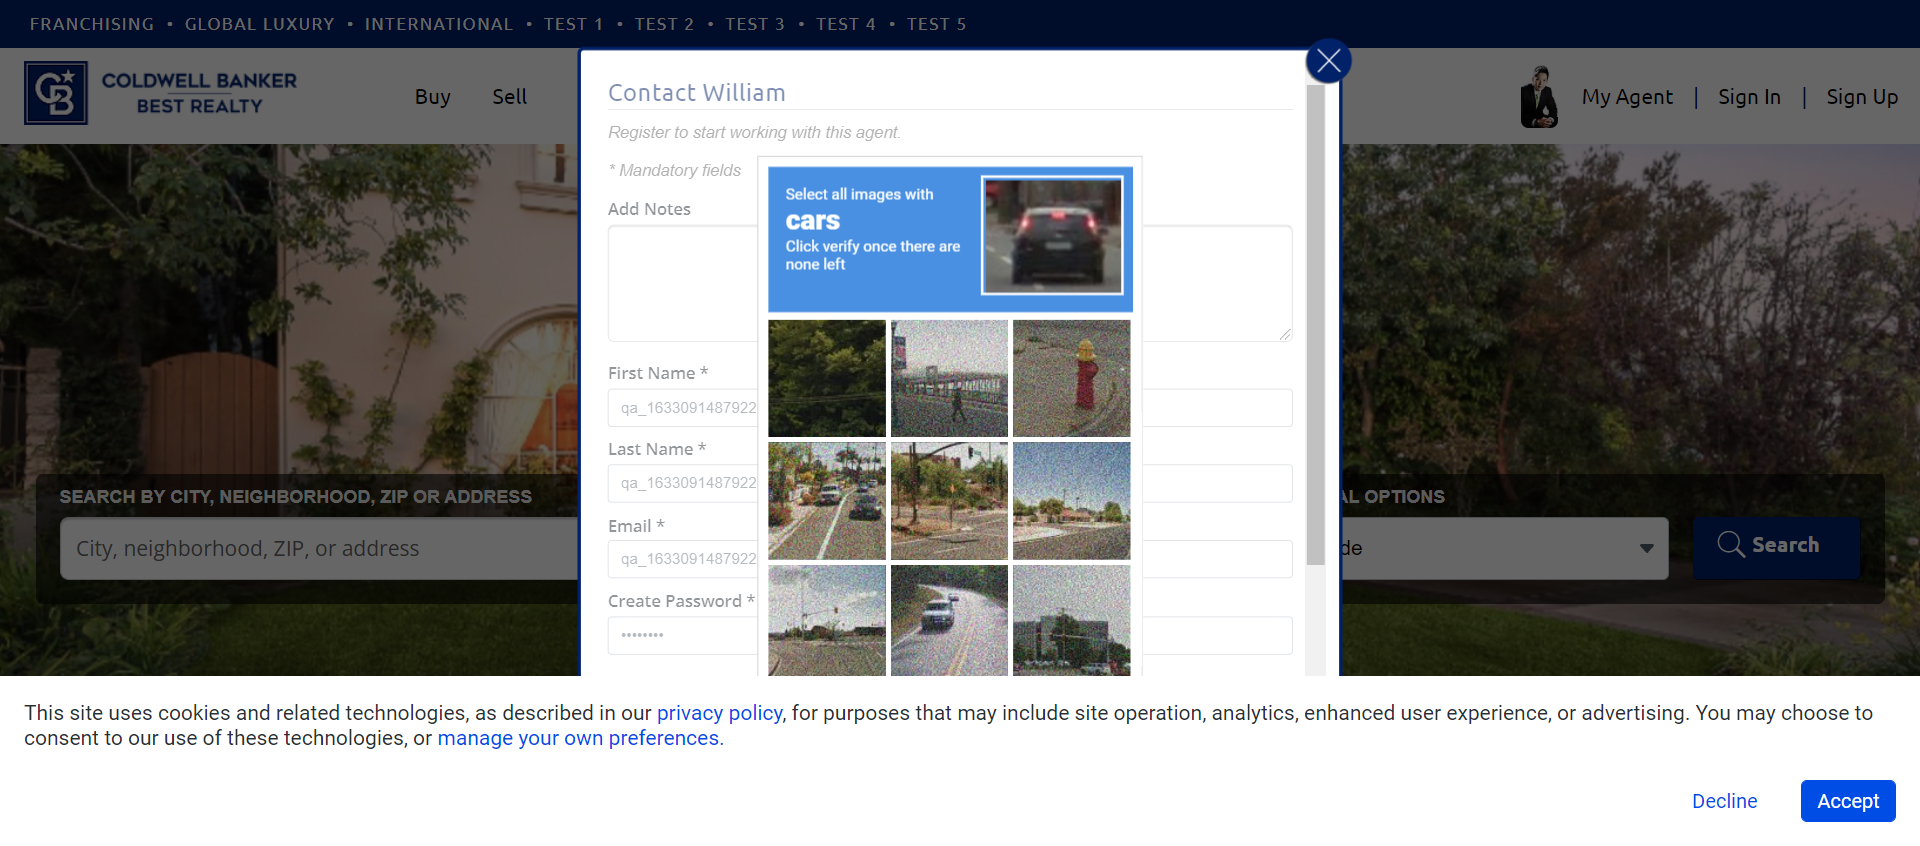 FRANCHISING • GLOBAL LUXURY • INTERNATIONAL • TEST 1 • TEST 2 • TEST 3 • TEST 4 • TEST 5
CB
COLDWELL BANKER
BEST REALTY
Buy
Sell
My Agent | Sign In | Sign Up
Contact William
Register to start working with this agent.
* Mandatory fields
Add Notes
Select all images with
cars
Click verify once there are
none left
First Name *
qa_1633091487922
Last Name *
qa_1633091487922
Email *
qa_1633091487922
Create Password *
••••••••
SEARCH BY CITY, NEIGHBORHOOD, ZIP OR ADDRESS
City, neighborhood, ZIP, or address
AL OPTIONS
de
Search
This site uses cookies and related technologies, as described in our privacy policy, for purposes that may include site operation, analytics, enhanced user experience, or advertising. You may choose to
consent to our use of these technologies, or manage your own preferences.
Decline
Accept